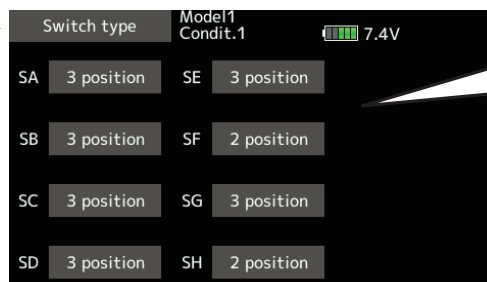 Switch type
Model1
Condit.1
7.4V
SA 3 position SE 3 position
SB 3 position SF 2 position
SC 3 position SG 3 position
SD 3 position SH 2 position